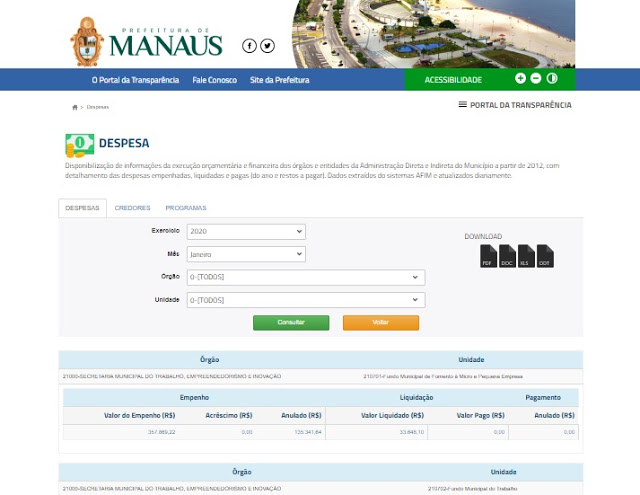 PREFEITURA DE
MANAUS
O Portal da Transparência Fale Conosco Site da Prefeitura ACESSIBILIDADE
> Despesas
PORTAL DA TRANSPARÊNCIA
DESPESA
Disponibilização de informações da execução orçamentária e financeira dos órgãos e entidades da Administração Direta e Indireta do Município a partir de 2012, com
detalhamento das despesas empenhadas, liquidadas e pagas (do ano e restos a pagar). Dados extraídos do sistemas AFIM e atualizados diariamente.
DESPESAS CREDORES PROGRAMAS
Exercício 2020
DOWNLOAD
Mês Janeiro
PDF DOC XLS ODT
Órgão 0-[TODOS]
Unidade 0-[TODOS]
Consultar Voltar
Órgão Unidade
21000-SECRETARIA MUNICIPAL DO TRABALHO, EMPREENDEDORISMO E INOVAÇÃO 210701-Fundo Municipal de Fomento à Micro e Pequena Empresa
Empenho Liquidação Pagamento
Valor do Empenho (R$) Acréscimo (R$) Anulado (R$) Valor Liquidado (R$) Valor Pago (R$) Anulado (R$)
357.869,22 0,00 135.341,84 33.646,10 0,00 0,00
Órgão Unidade
21000-SECRETARIA MUNICIPAL DO TRABALHO, EMPREENDEDORISMO E INOVAÇÃO 210702-Fundo Municipal do Trabalho